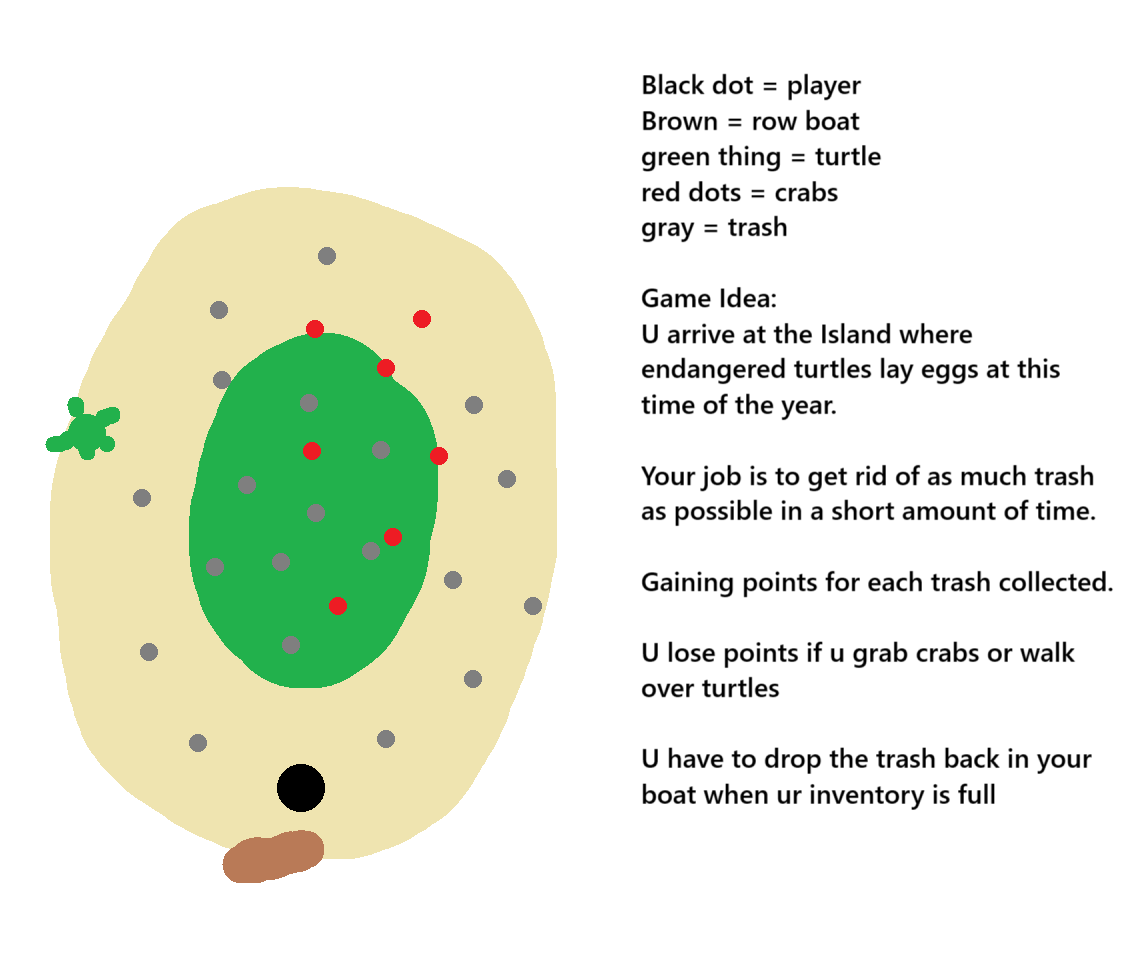 Black dot = player
Brown = row boat
green thing = turtle
red dots = crabs
gray = trash
Game Idea:
U arrive at the Island where
endangered turtles lay eggs at this
time of the year.
Your job is to get rid of as much trash
as possible in a short amount of time.
Gaining points for each trash collected.
U lose points if u grab crabs or walk
over turtles
U have to drop the trash back in your
boat when ur inventory is full